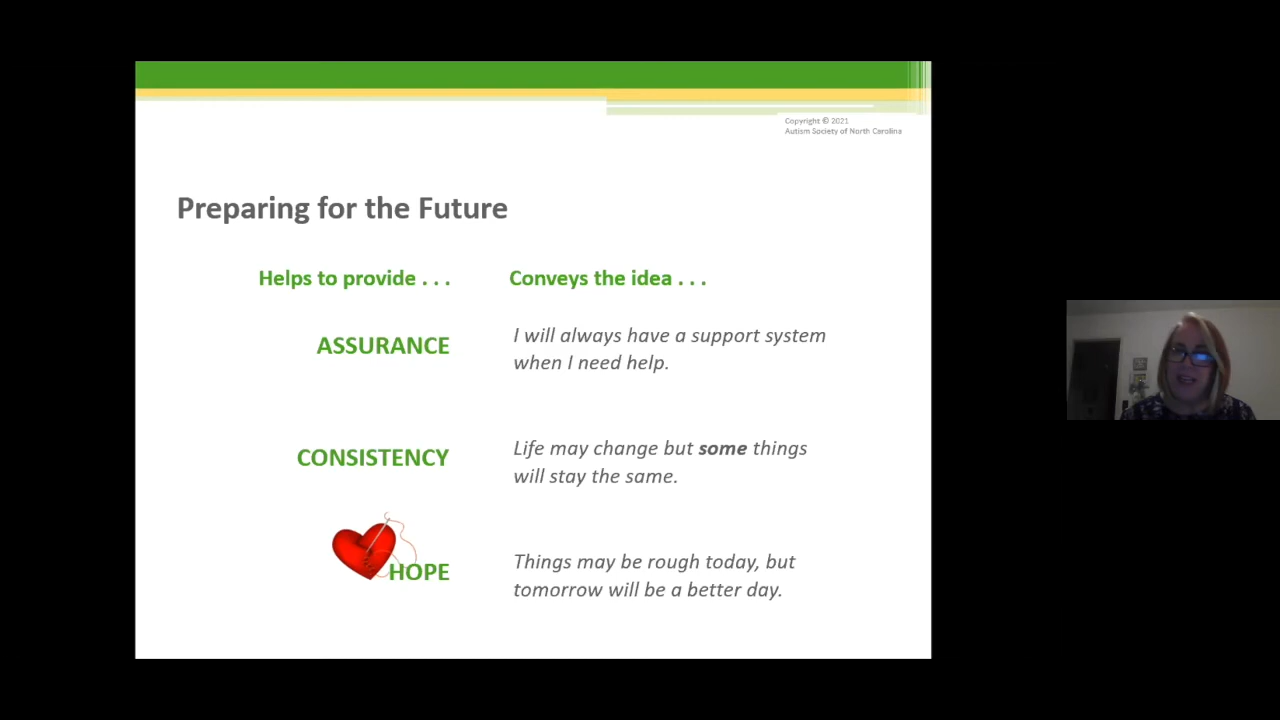 Copyright © 2021
Autism Society of North Carolina
Preparing for the Future
Helps to provide . . .
Conveys the idea . . .
ASSURANCE
I will always have a support system
when I need help.
CONSISTENCY
Life may change but some things
will stay the same.
HOPE
Things may be rough today, but
tomorrow will be a better day.